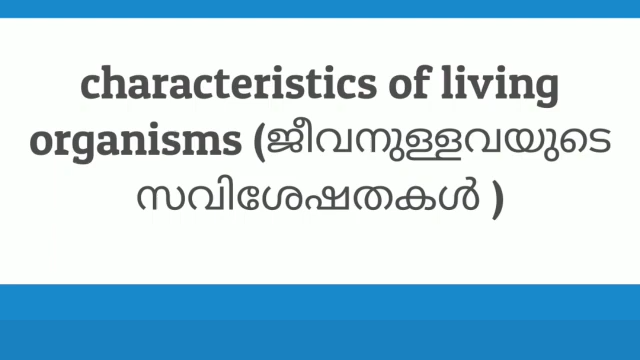 characteristics of living
organisms (ജീവനുള്ളവയുടെ
സവിശേഷതകൾ )